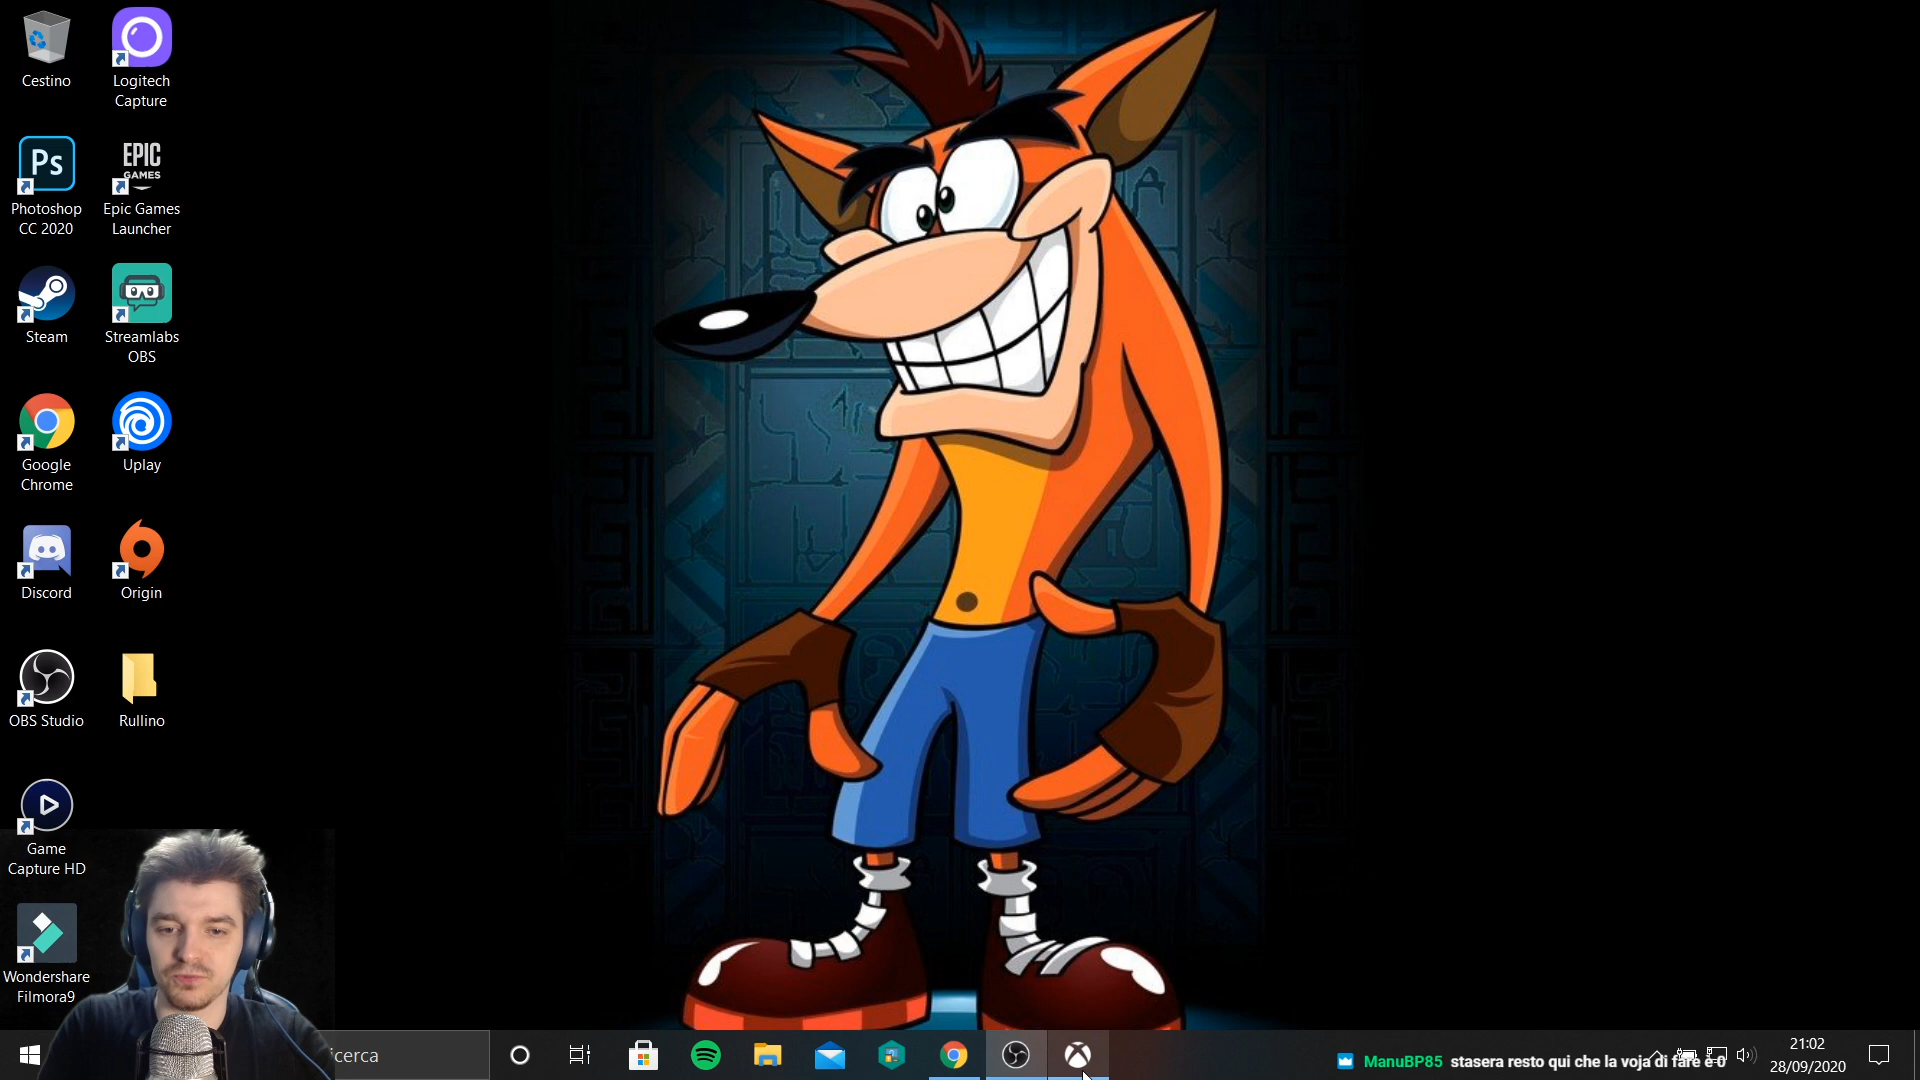 Cestino
Logitech
Capture
Ps
Photoshop
CC 2020
EPIC
GAMES
Epic Games
Launcher
Steam
Streamlabs
OBS
Google
Chrome
Uplay
Discord
Origin
OBS Studio
Rullino
Game
Capture HD
Wondershare
Filmora9
cerca
ManuBP85 stasera resto qui che la voja di fare è 0
21:02
28/09/2020